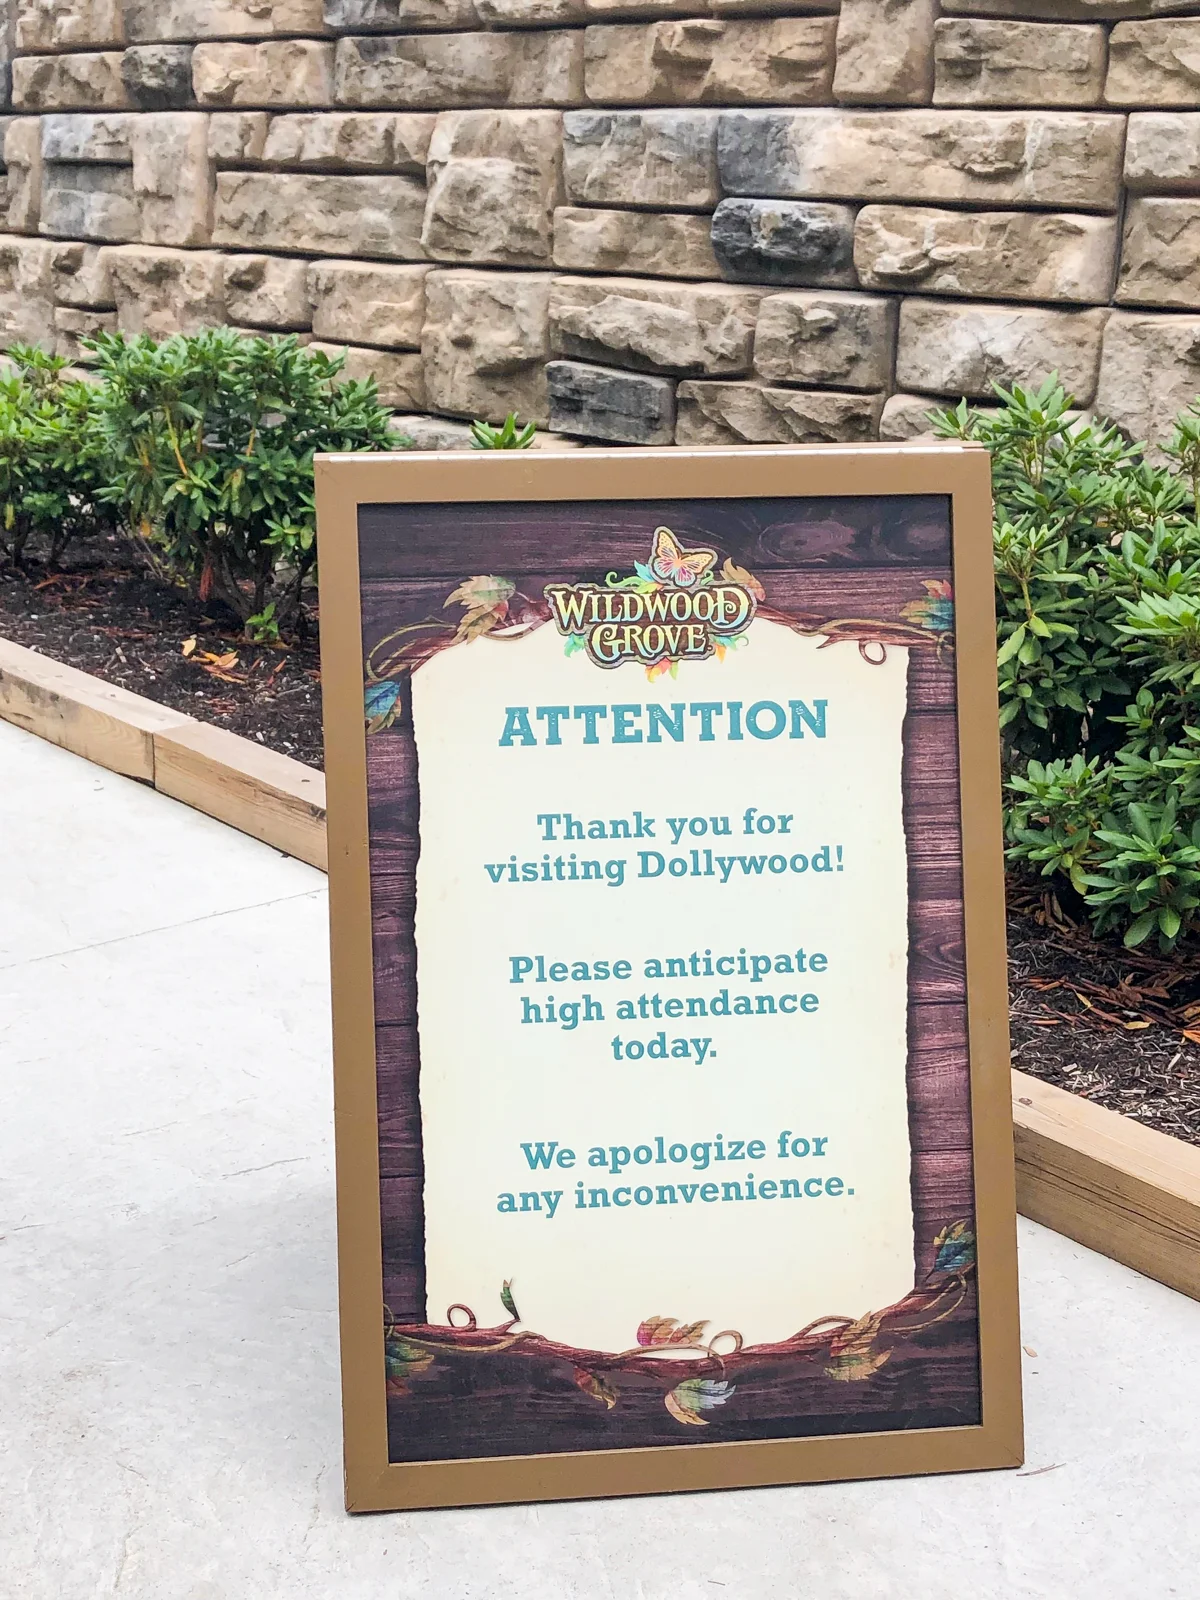 WILDWOOD
GROVE
ATTENTION
Thank you for
visiting Dollywood!
Please anticipate
high attendance
today.
We apologize for
any inconvenience.